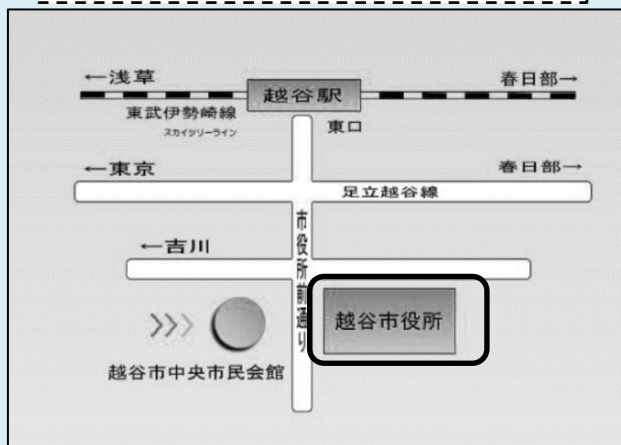 ←浅草
春日部→
越谷駅
東武伊勢崎線
スカイツリーライン
東口
←東京
春日部→
足立越谷線
市役所前通り
←吉川
越谷市役所
越谷市中央市民会館